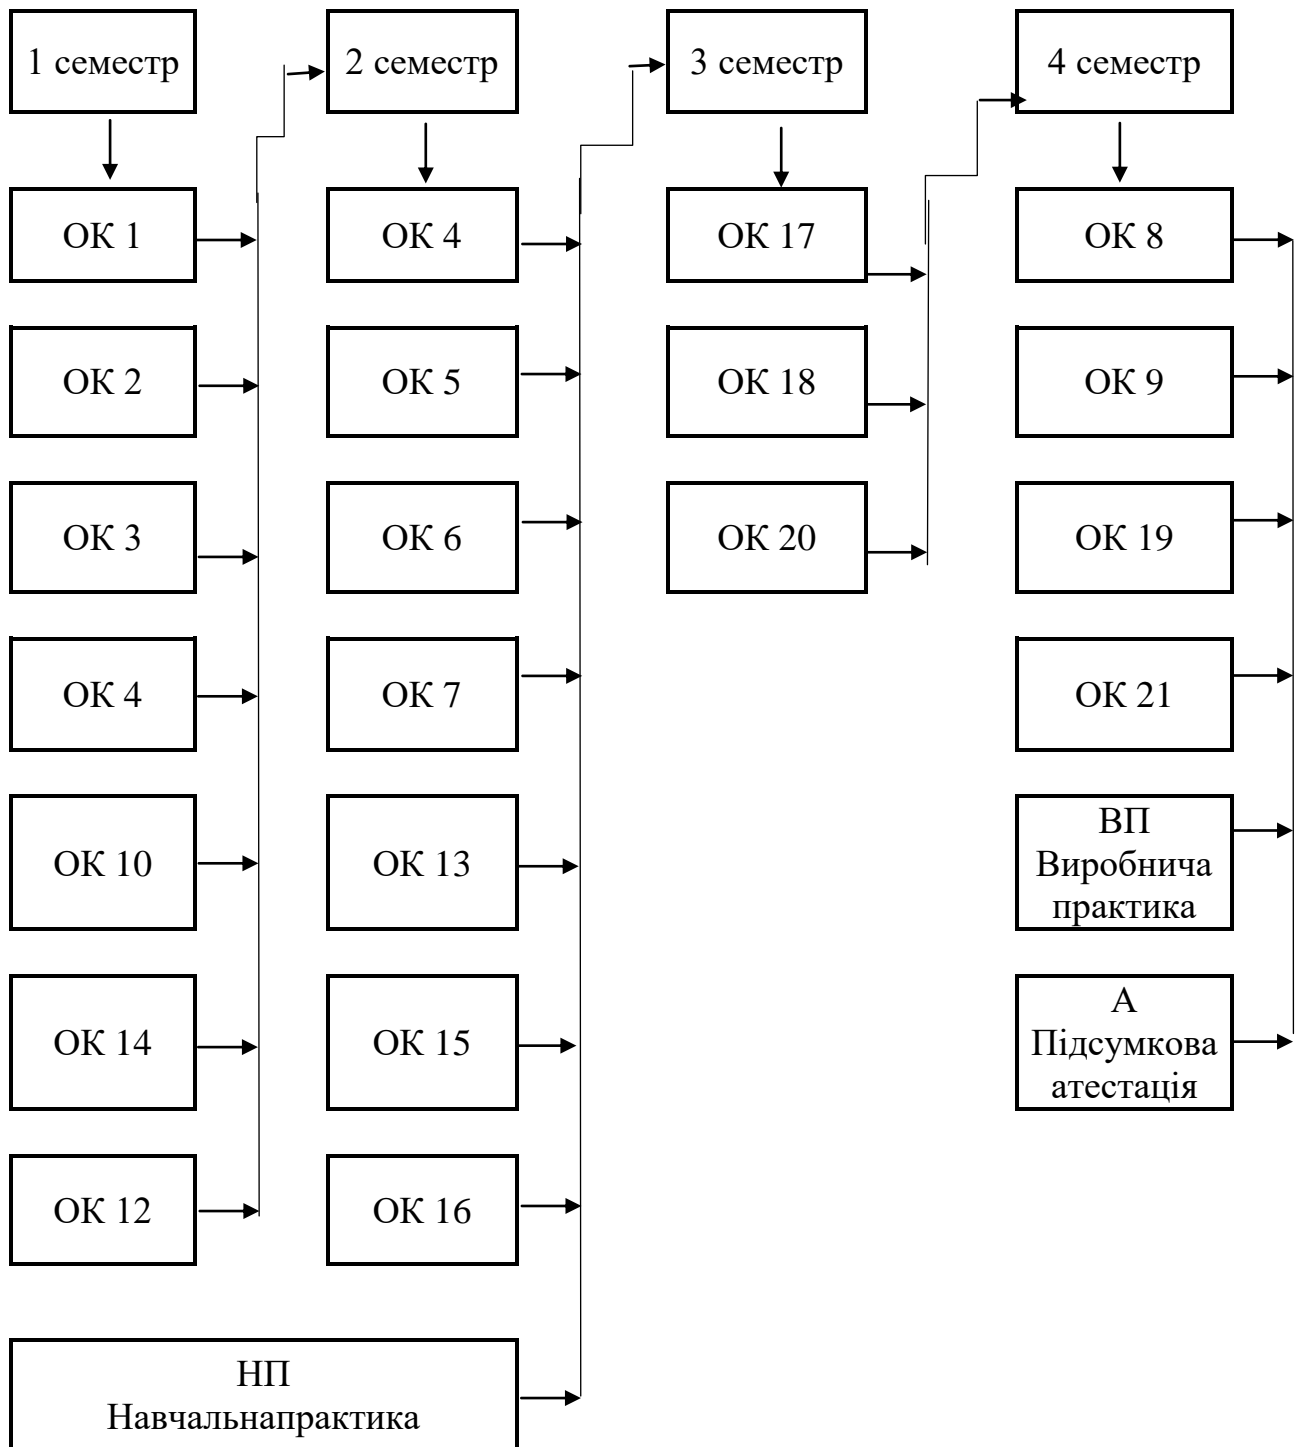 1 семестр
2 семестр
3 семестр
4 семестр
ОК 1
ОК 4
ОК 17
ОК 8
ОК 2
ОК 5
ОК 18
ОК 9
ОК 3
ОК 6
ОК 20
ОК 19
ОК 4
ОК 7
ОК 21
ОК 10
ОК 13
ВП
Виробнича
практика
ОК 14
ОК 15
А
Підсумкова
атестація
ОК 12
ОК 16
НП
Навчальнапрактика